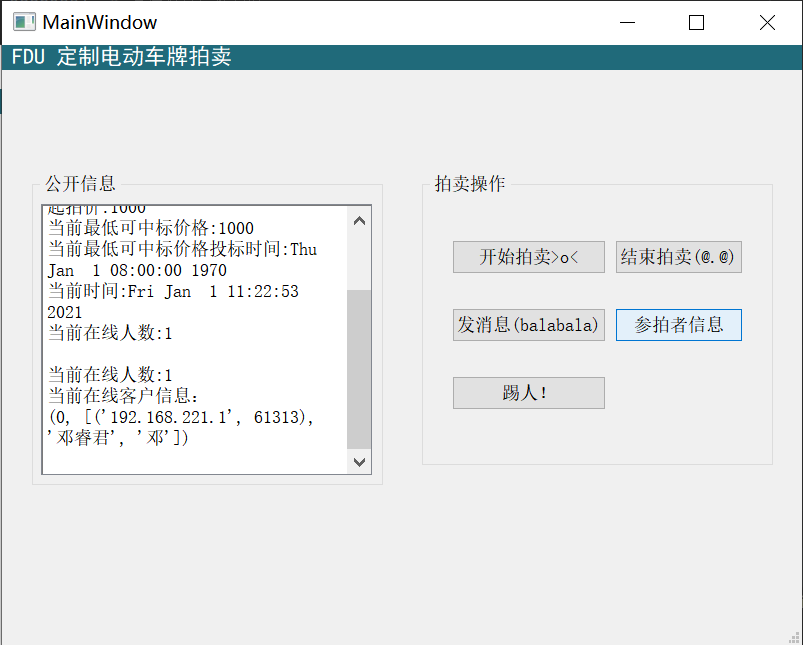 MainWindow
FDU 定制电动车牌拍卖
公开信息
起拍价:1000
当前最低可中标价格:1000
当前最低可中标价格投标时间:Thu
Jan  1 08:00:00 1970
当前时间:Fri Jan  1 11:22:53
2021
当前在线人数:1
当前在线人数:1
当前在线客户信息:
(0, [('192.168.221.1', 61313),
'邓睿君', '邓'])
拍卖操作
开始拍卖>o< 结束拍卖(@.@)
发消息(balabala) 参拍者信息
踢人!